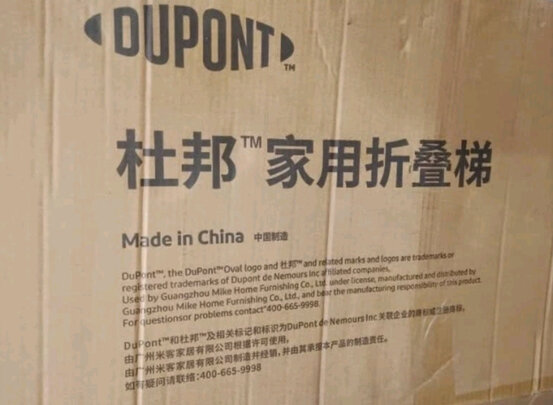 DUPONT™
杜邦™家用折叠梯
Made in China 中国制造
DuPont™, the DuPont™Oval logo and 杜邦™ and related marks and logos are trademarks or
registered trademarks of Dupont de Nemours Inc affiliated companies,
Used by Guangzhou Mike Home Furnishing Co., Ltd. under license, manufactured and distributed by
Guangzhou Mike Home Furnishing Co., Ltd., and bear the manufacturing responsibility of this product.
For questionsor problems contact"400-665-9998.
DuPont™和杜邦™及相关标记和标识为DuPont de Nemours Inc 关联企业的商标或注册商标，
由广州米客家居有限公司根据许可使用，
由广州米客家居有限公司制造并经销，并由其承担本产品的制造责任。
如有疑问请联络:400-665-9998